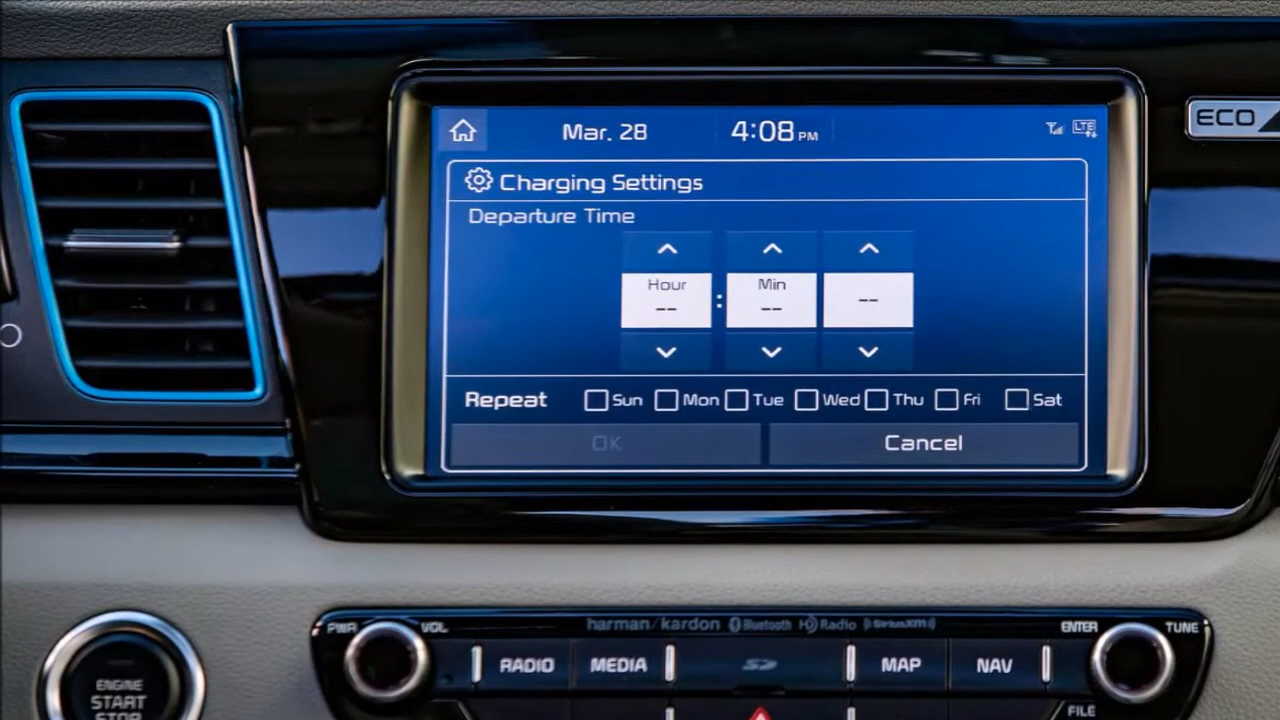 Mar. 28 4:08 PM LTE
ECO
Charging Settings
Departure Time
Hour Min
-- : -- --
Repeat Sun Mon Tue Wed Thu Fri Sat
OK Cancel
PWR VOL harman/kardon Bluetooth HD Radio SiriusXM ENTER TUNE
RADIO MEDIA SD MAP NAV
ENGINE
START
STOP
FILE